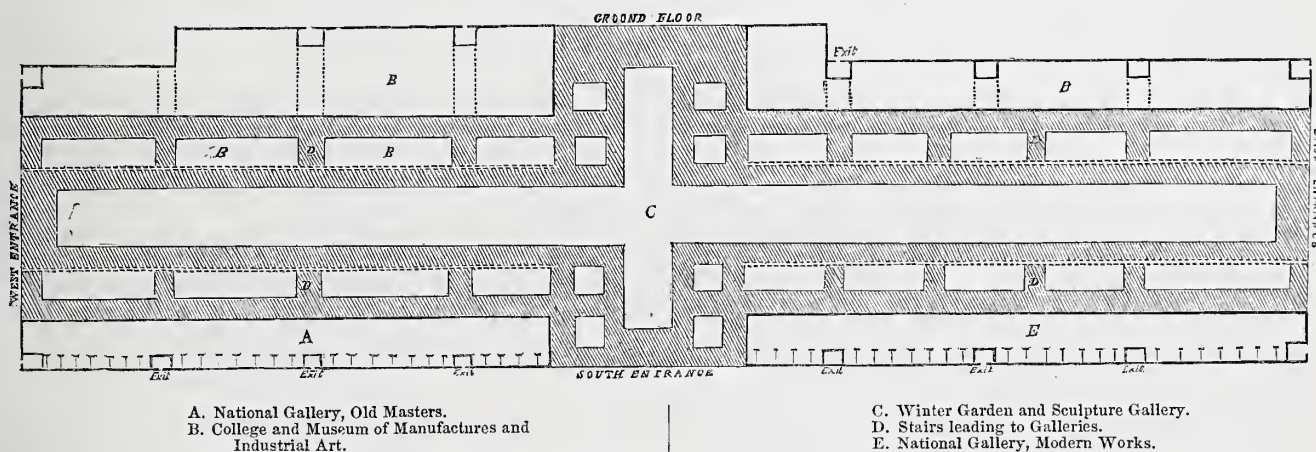 GROUND FLOOR
Exit
B
B
B
B
D
D
WEST ENTRANCE
C
D
D
A
E
Exit
Exit
Exit
SOUTH ENTRANCE
Exit
Exit
Exit
A. National Gallery, Old Masters.
B. College and Museum of Manufactures and
Industrial Art.
C. Winter Garden and Sculpture Gallery.
D. Stairs leading to Galleries.
E. National Gallery, Modern Works.